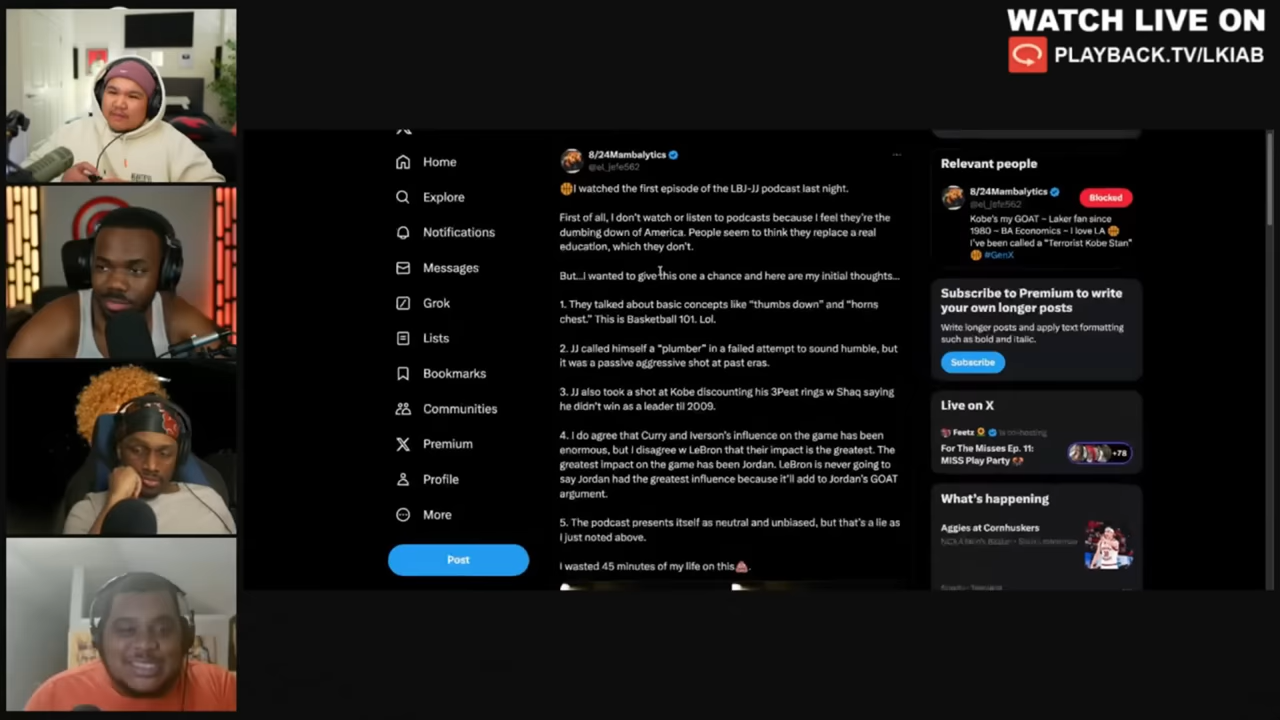 WATCH LIVE ON
PLAYBACK.TV/LKIAB
Home
Explore
Notifications
Messages
Grok
Lists
Bookmarks
Communities
Premium
Profile
More
Post
8/24Mambalytics
@el_jefe562
🏀I watched the first episode of the LBJ-JJ podcast last night.
First of all, I don't watch or listen to podcasts because I feel they're the
dumbing down of America. People seem to think they replace a real
education, which they don't.
But...I wanted to give this one a chance and here are my initial thoughts...
1. They talked about basic concepts like "thumbs down" and "horns
chest." This is Basketball 101. Lol.
2. JJ called himself a "plumber" in a failed attempt to sound humble, but
it was a passive aggressive shot at past eras.
3. JJ also took a shot at Kobe discounting his 3Peat rings w Shaq saying
he didn't win as a leader til 2009.
4. I do agree that Curry and Iverson's influence on the game has been
enormous, but I disagree w LeBron that their impact is the greatest. The
greatest impact on the game has been Jordan. LeBron is never going to
say Jordan had the greatest influence because it'll add to Jordan's GOAT
argument.
5. The podcast presents itself as neutral and unbiased, but that's a lie as
I just noted above.
I wasted 45 minutes of my life on this💩.
Relevant people
8/24Mambalytics
@el_jefe562
Blocked
Kobe's my GOAT ~ Laker fan since
1980 ~ BA Economics ~ I love LA 🏀
I've been called a "Terrorist Kobe Stan"
🏀 #GenX
Subscribe to Premium to write
your own longer posts
Write longer posts and apply text formatting
such as bold and italic.
Subscribe
Live on X
Feetz is co-hosting
For The Misses Ep. 11:
MISS Play Party
+78
What's happening
Aggies at Cornhuskers